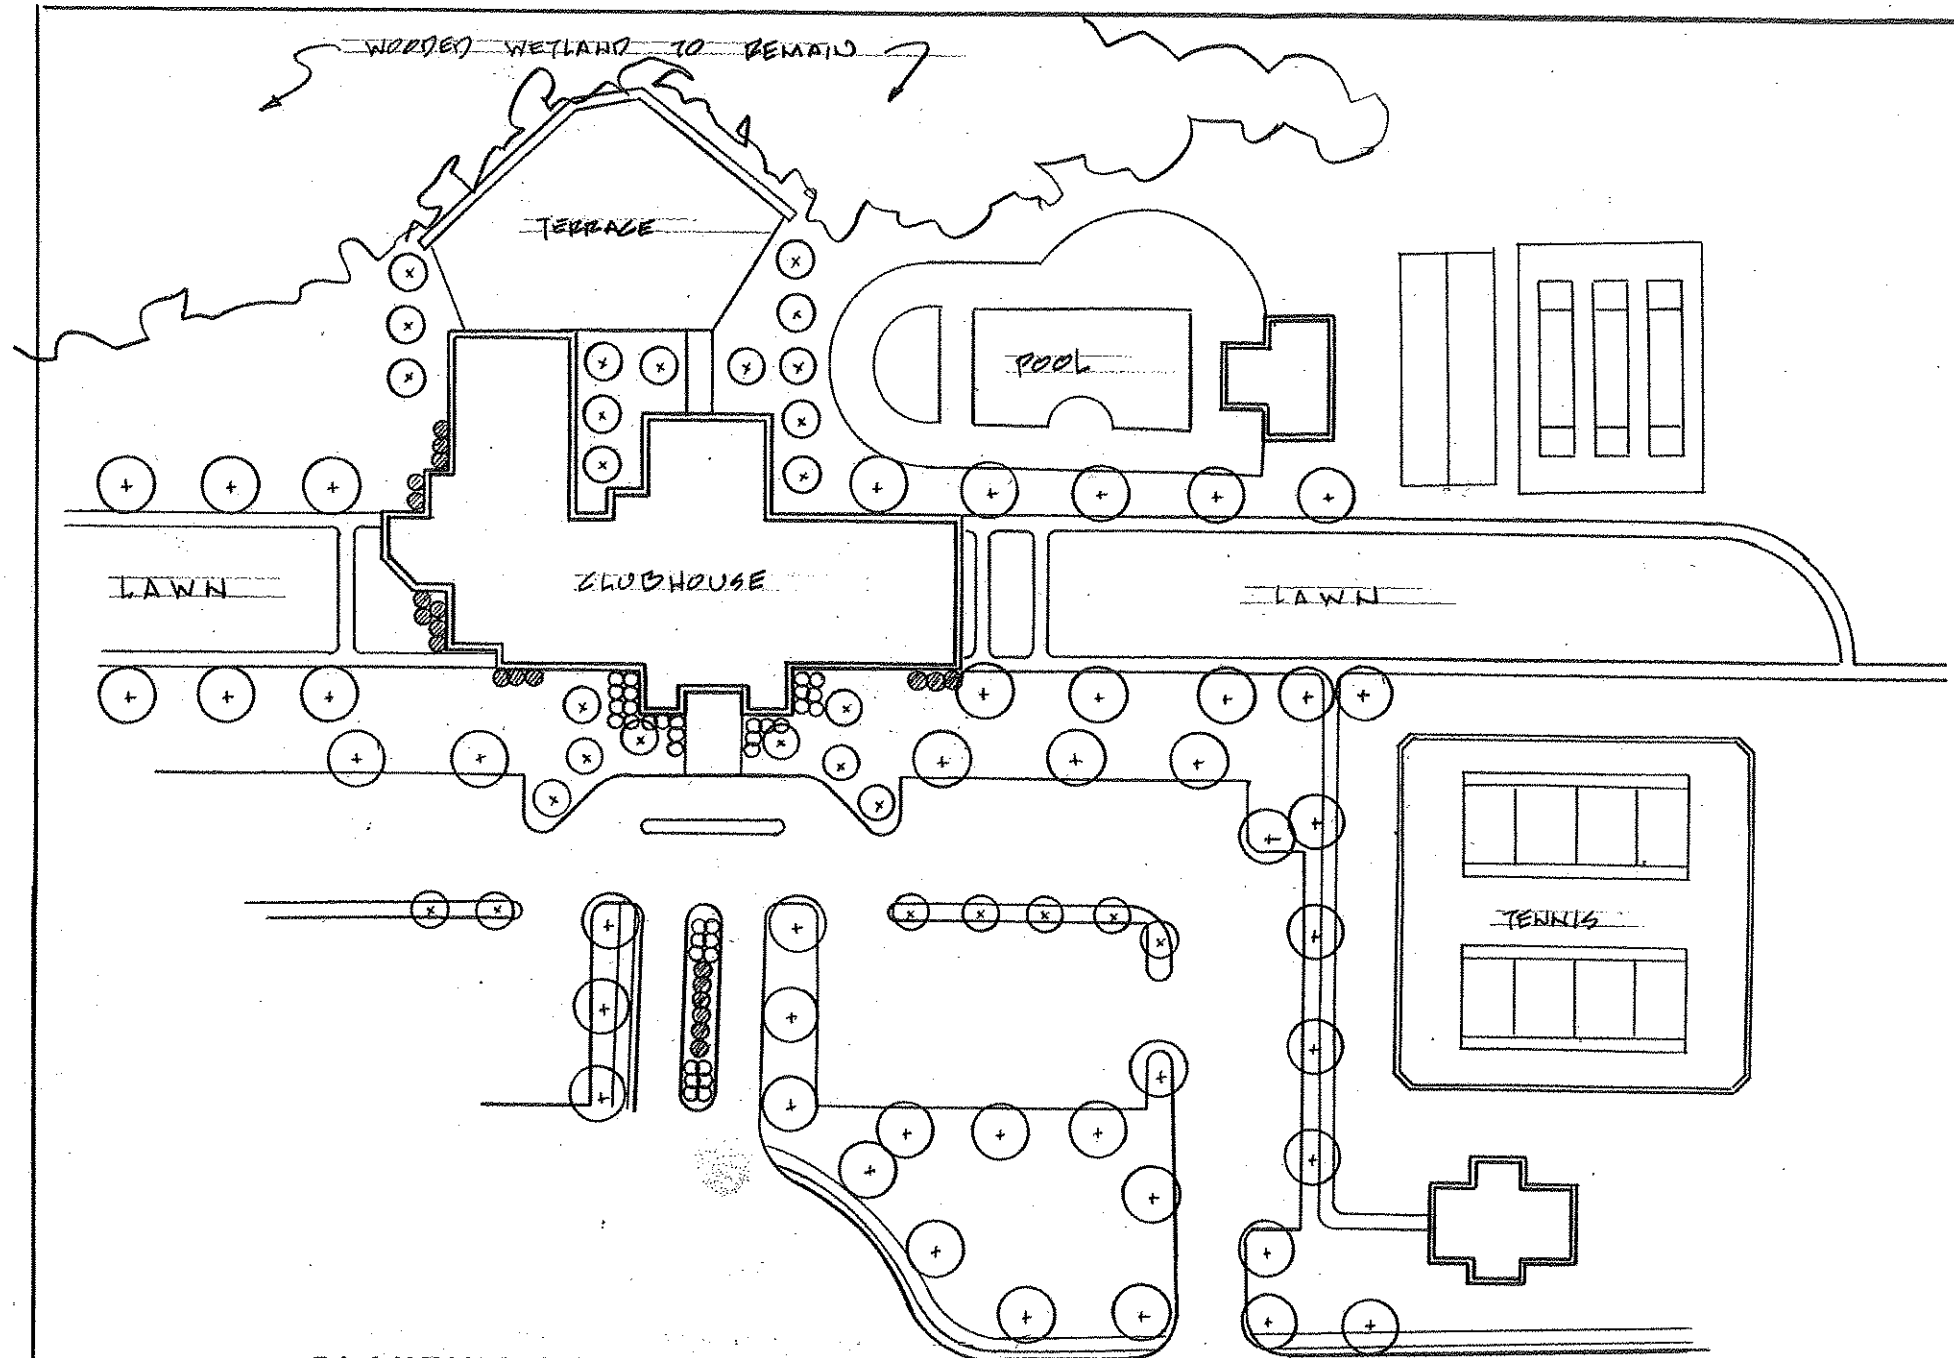 WOODED WETLAND TO REMAIN
TERRACE
POOL
LAWN
CLUBHOUSE
LAWN
TENNIS